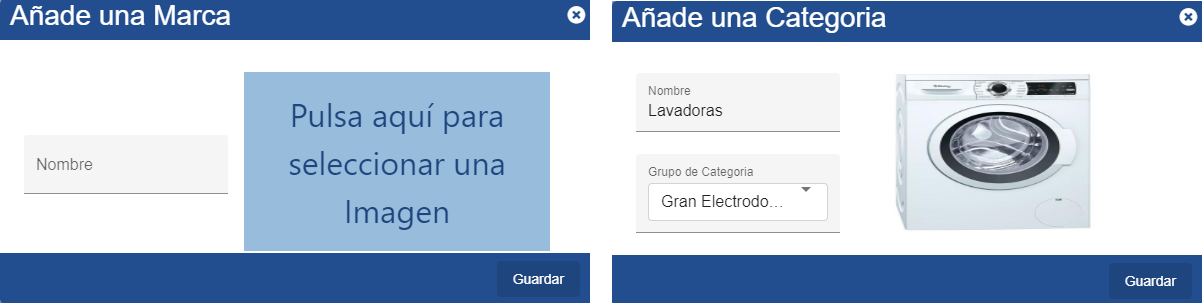 Añade una Marca
Nombre
Pulsa aquí para
seleccionar una
Imagen
Guardar
Añade una Categoria
Nombre
Lavadoras
Grupo de Categoria
Gran Electrodo...
Guardar